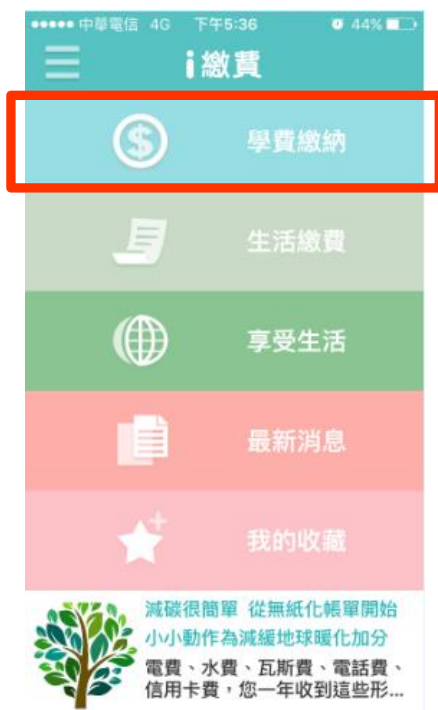 中華電信 4G 下午5:36 44%
i繳費
學費繳納
生活繳費
享受生活
最新消息
我的收藏
減碳很簡單 從無紙化帳單開始
小小動作為減緩地球暖化加分
電費、水費、瓦斯費、電話費、
信用卡費，您一年收到這些形...